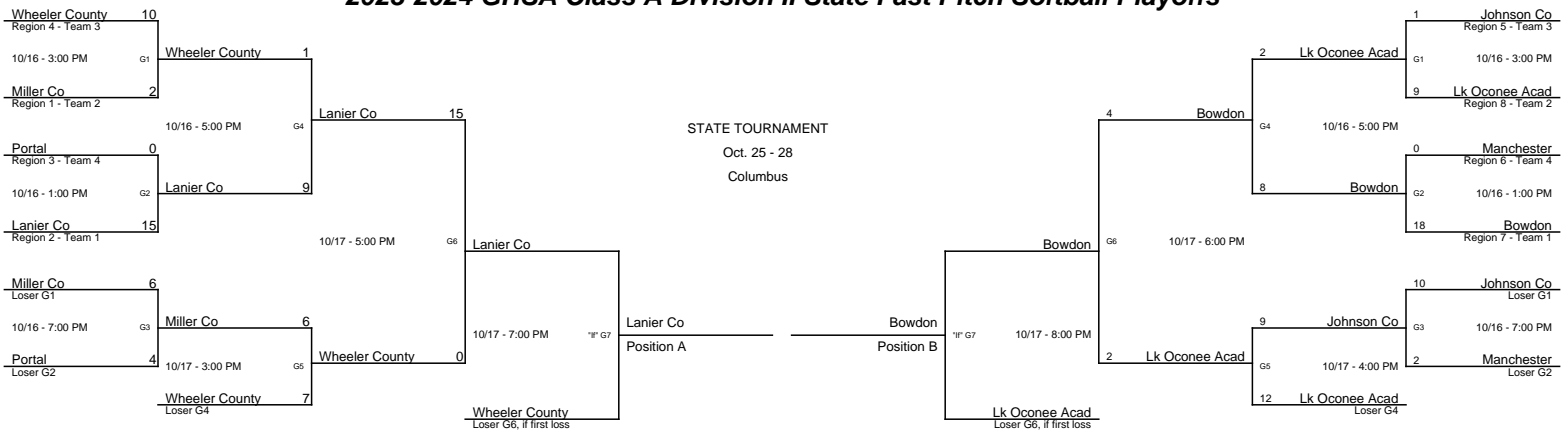 2023-2024 GHSA Class A Division II State Fast Pitch Softball Playoffs
Wheeler County 10
Region 4 - Team 3
10/16 - 3:00 PM G1
Wheeler County 1
Miller Co 2
Region 1 - Team 2
10/16 - 5:00 PM G4
Lanier Co 15
Portal 0
Region 3 - Team 4
10/16 - 1:00 PM G2
Lanier Co 9
Lanier Co 15
Region 2 - Team 1
10/17 - 5:00 PM G6
Lanier Co
Miller Co 6
Loser G1
10/16 - 7:00 PM G3
Miller Co 6
Portal 4
Loser G2
10/17 - 3:00 PM G5
Wheeler County 0
Wheeler County 7
Loser G4
10/17 - 7:00 PM "If" G7
Lanier Co
Position A
Wheeler County
Loser G6, if first loss
STATE TOURNAMENT
Oct. 25 - 28
Columbus
1 Johnson Co
Region 5 - Team 3
2 Lk Oconee Acad
G1 10/16 - 3:00 PM
9 Lk Oconee Acad
Region 8 - Team 2
4 Bowdon
G4 10/16 - 5:00 PM
0 Manchester
Region 6 - Team 4
8 Bowdon
G2 10/16 - 1:00 PM
18 Bowdon
Region 7 - Team 1
Bowdon
G6 10/17 - 6:00 PM
10 Johnson Co
Loser G1
9 Johnson Co
G3 10/16 - 7:00 PM
2 Manchester
Loser G2
2 Lk Oconee Acad
G5 10/17 - 4:00 PM
12 Lk Oconee Acad
Loser G4
Bowdon
Position B
"If" G7 10/17 - 8:00 PM
Lk Oconee Acad
Loser G6, if first loss